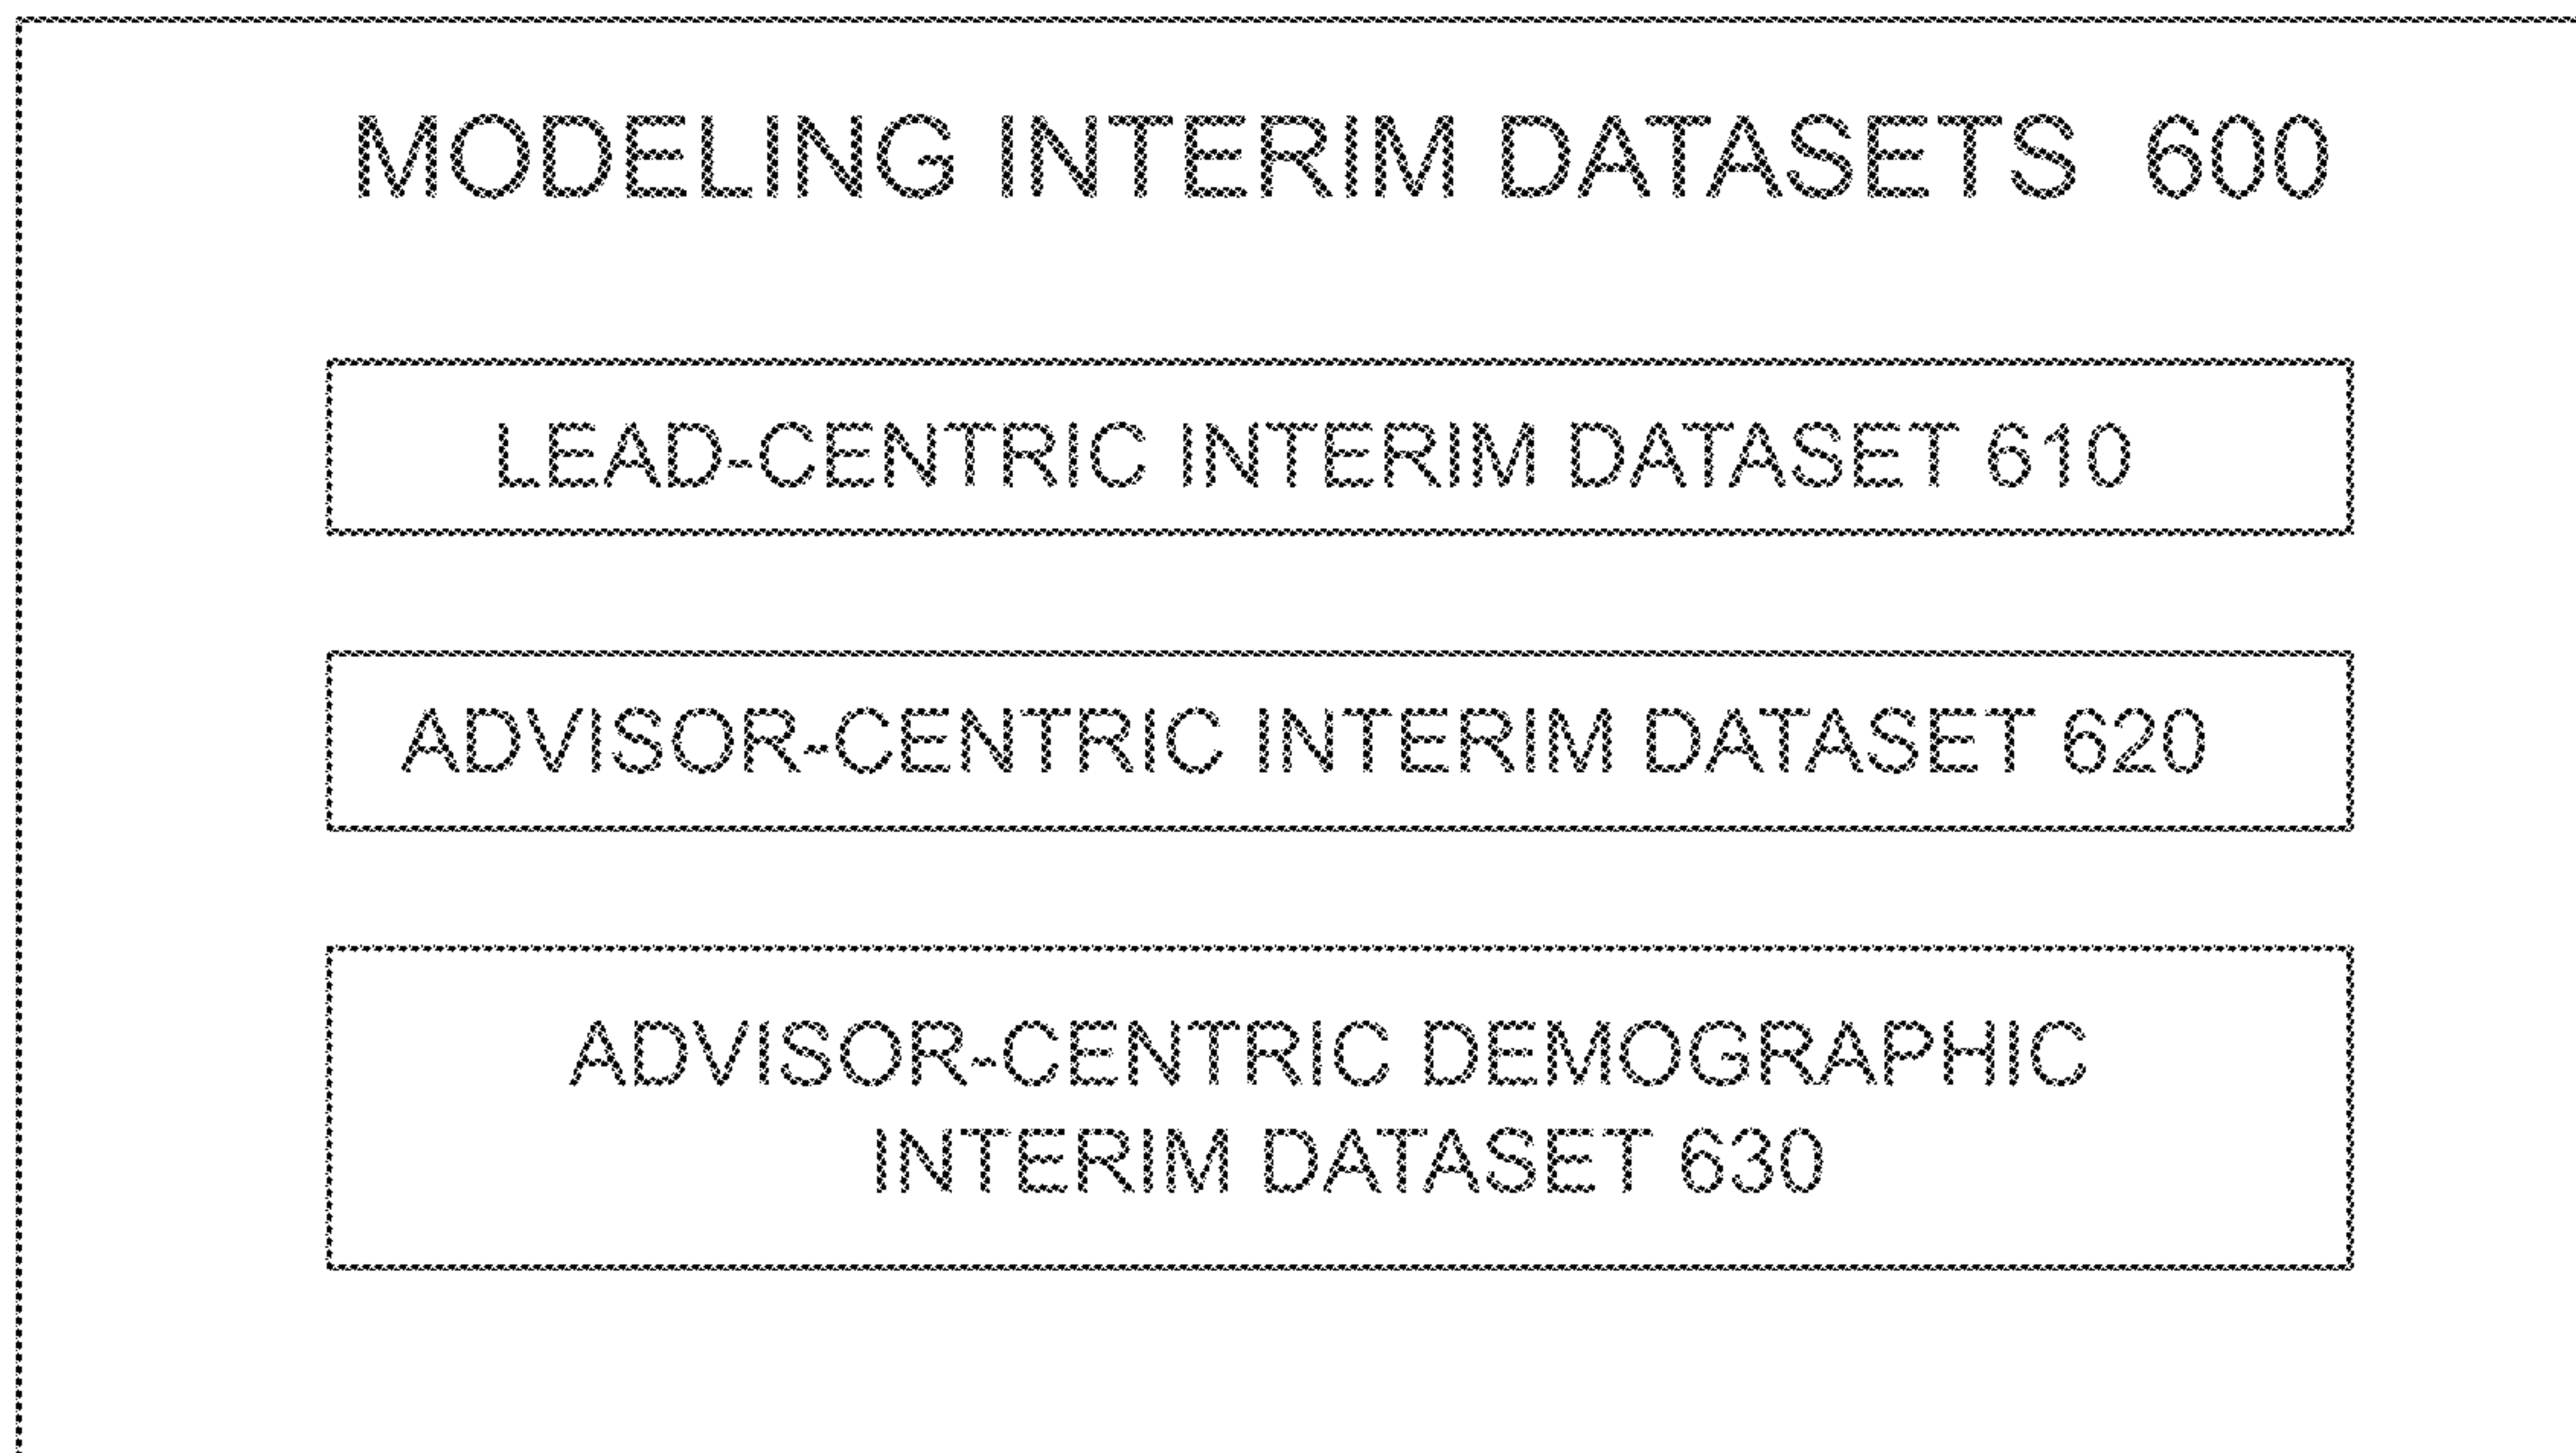 MODELING INTERIM DATASETS 600
LEAD-CENTRIC INTERIM DATASET 610
ADVISOR-CENTRIC INTERIM DATASET 620
ADVISOR-CENTRIC DEMOGRAPHIC
INTERIM DATASET 630